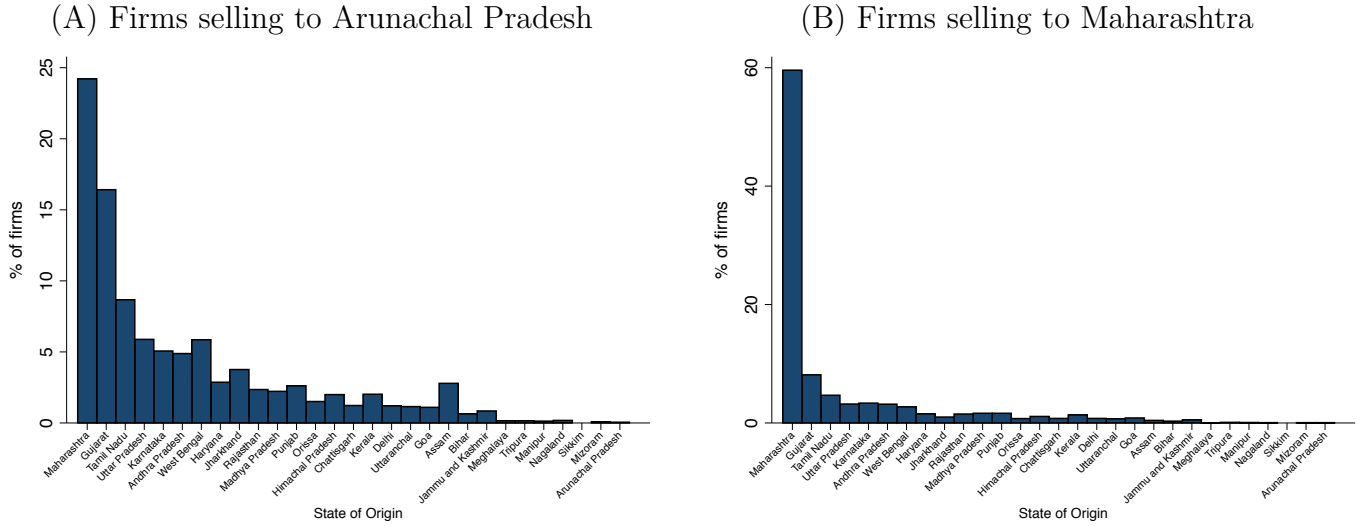 (A) Firms selling to Arunachal Pradesh
25
20
15
10
5
0
% of firms
Maharashtra
Gujarat
Tamil Nadu
Uttar Pradesh
Karnataka
Andhra Pradesh
West Bengal
Haryana
Jharkhand
Rajasthan
Madhya Pradesh
Punjab
Orissa
Himachal Pradesh
Chattisgarh
Kerala
Delhi
Uttaranchal
Goa
Assam
Bihar
Jammu and Kashmir
Meghalaya
Tripura
Manipur
Nagaland
Sikkim
Mizoram
Arunachal Pradesh
State of Origin
(B) Firms selling to Maharashtra
60
40
20
0
% of firms
Maharashtra
Gujarat
Tamil Nadu
Uttar Pradesh
Karnataka
Andhra Pradesh
West Bengal
Haryana
Jharkhand
Rajasthan
Madhya Pradesh
Punjab
Orissa
Himachal Pradesh
Chattisgarh
Kerala
Delhi
Uttaranchal
Goa
Assam
Bihar
Jammu and Kashmir
Meghalaya
Tripura
Manipur
Nagaland
Sikkim
Mizoram
Arunachal Pradesh
State of Origin